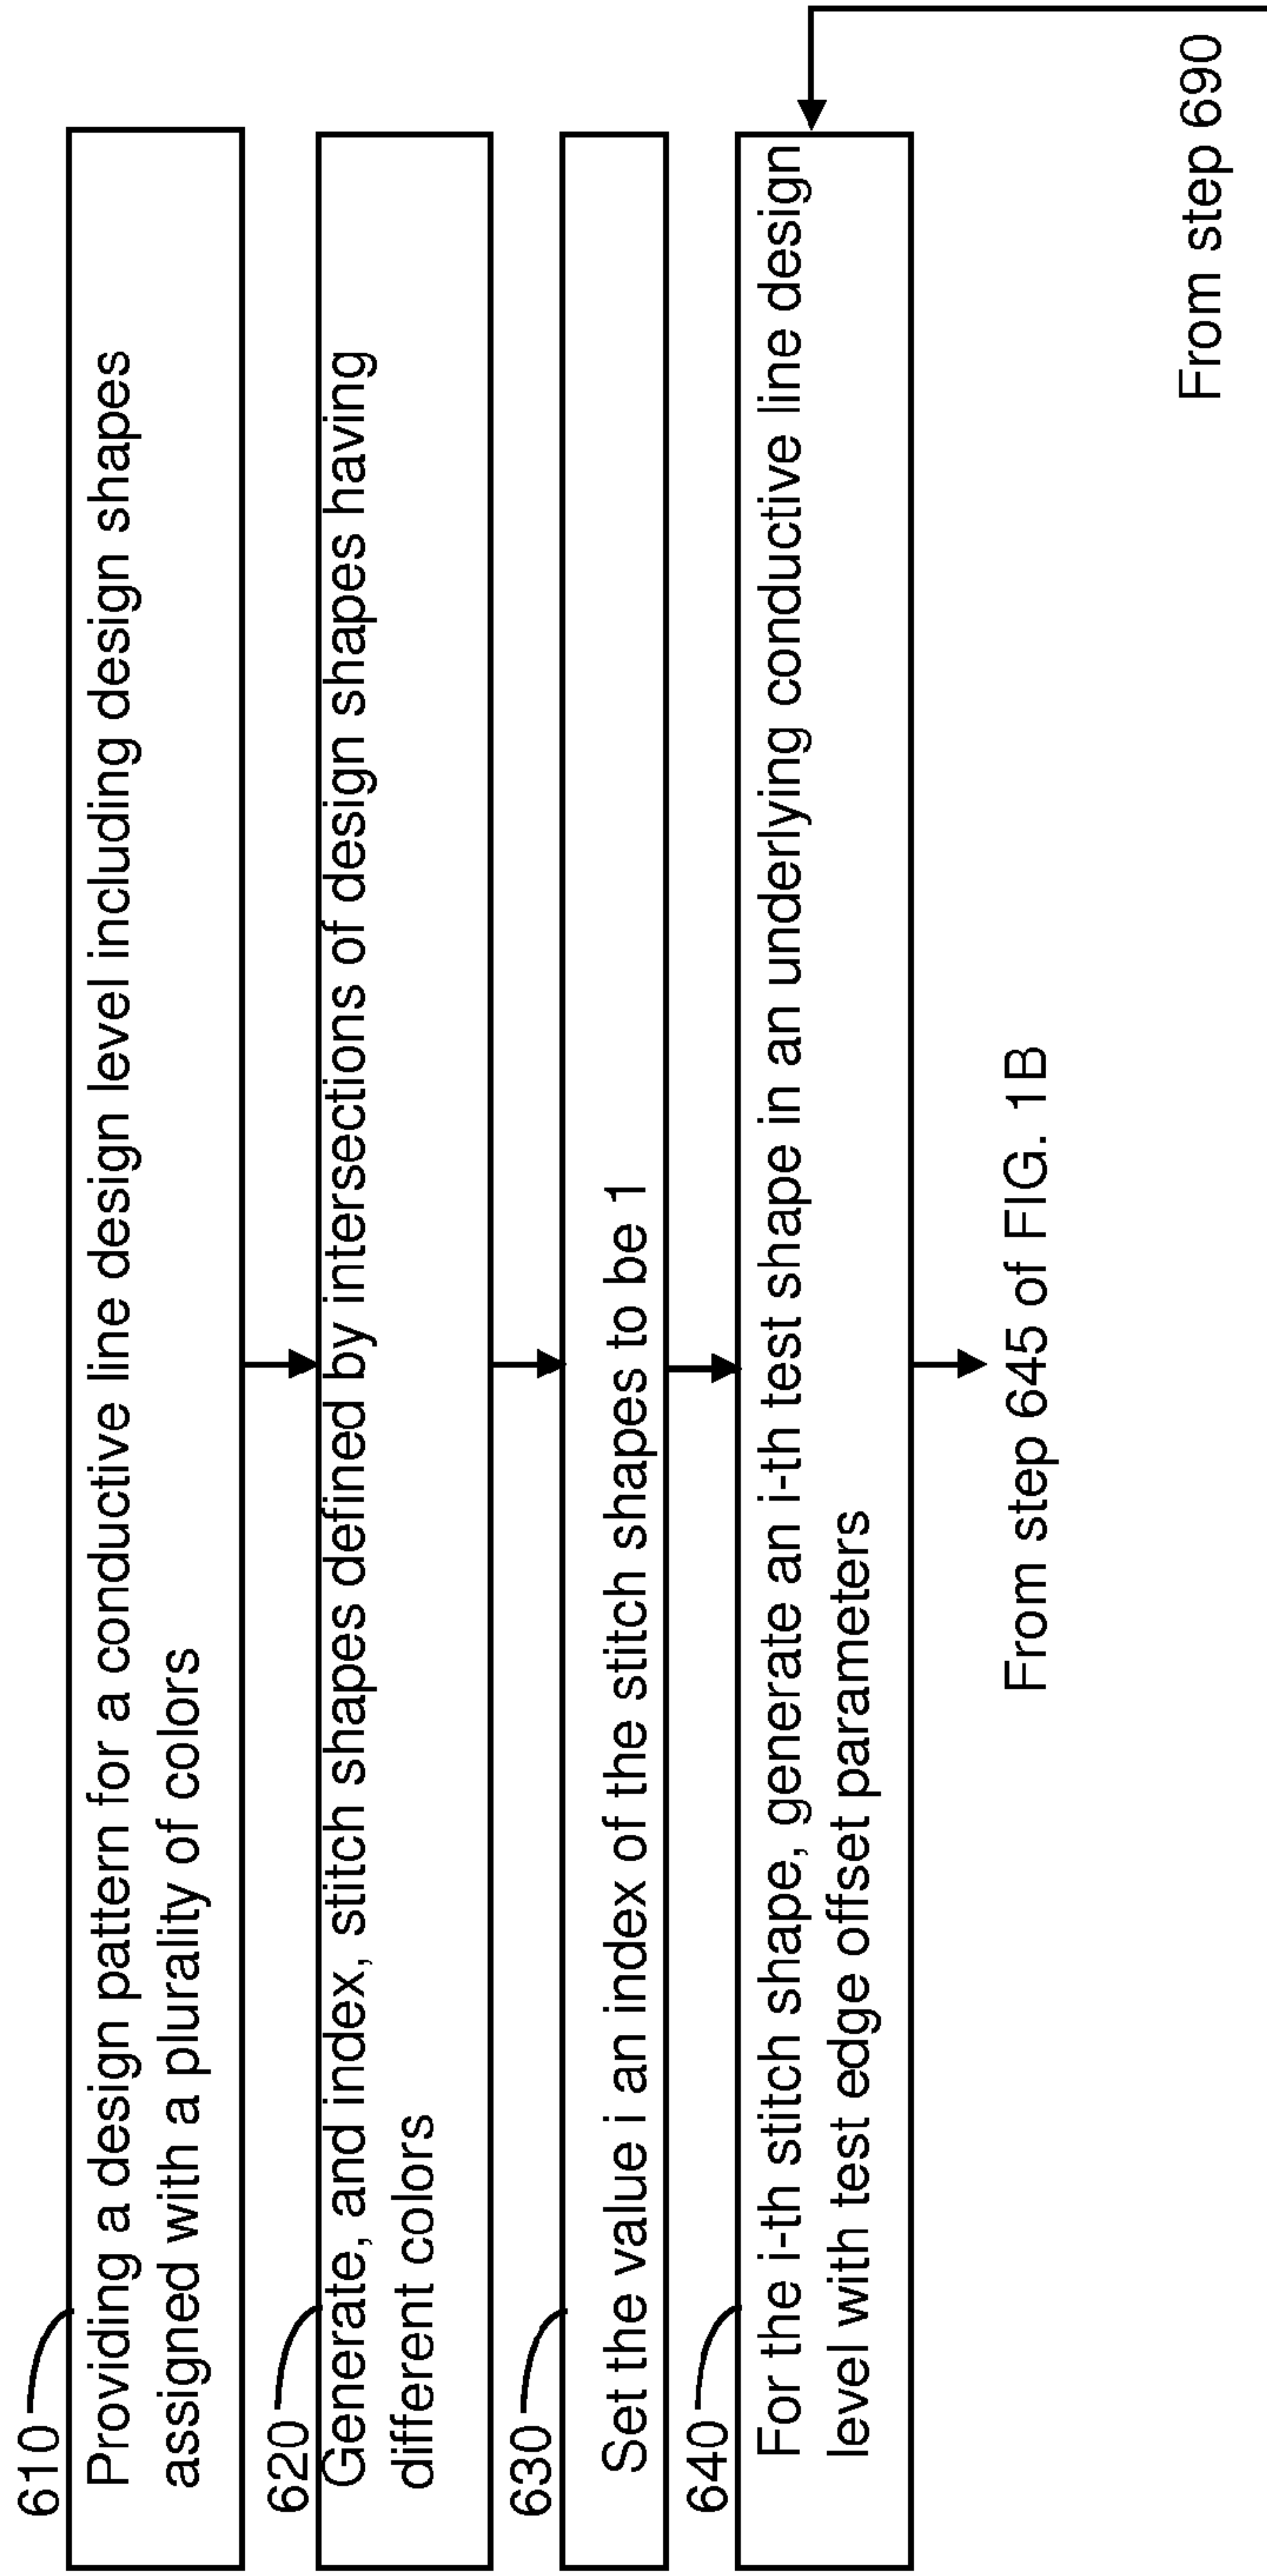 610
Providing a design pattern for a conductive line design level including design shapes
assigned with a plurality of colors
620
Generate, and index, stitch shapes defined by intersections of design shapes having
different colors
630
Set the value i an index of the stitch shapes to be 1
640
For the i-th stitch shape, generate an i-th test shape in an underlying conductive line design
level with test edge offset parameters
From step 645 of FIG. 1B
From step 690